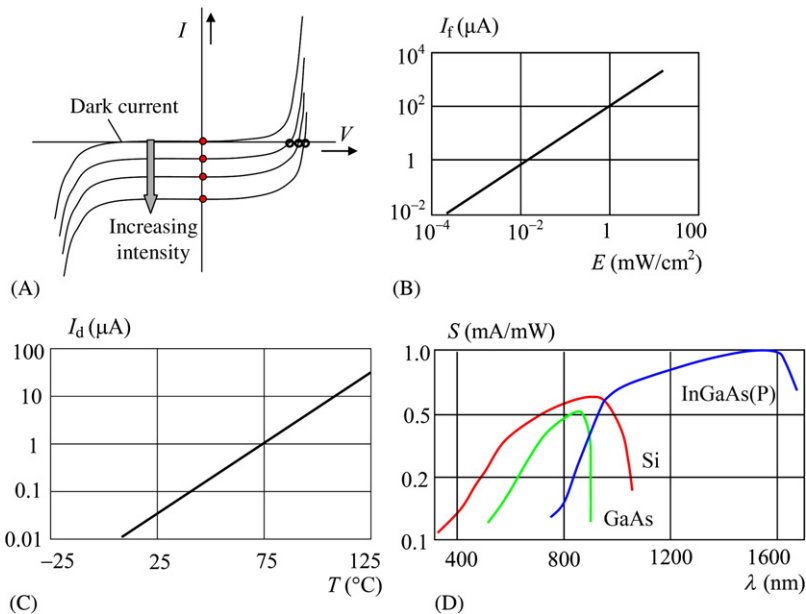 I
Dark current
V
Increasing
intensity
(A)
I_f (μA)
10^4
10^2
1
10^−2
10^−4
10^−2
1
100
E (mW/cm^2)
(B)
I_d (μA)
100
10
1
0.1
0.01
−25
25
75
125
T (°C)
(C)
S (mA/mW)
1.0
InGaAs(P)
0.5
Si
0.2
GaAs
0.1
400
800
1200
1600
λ (nm)
(D)